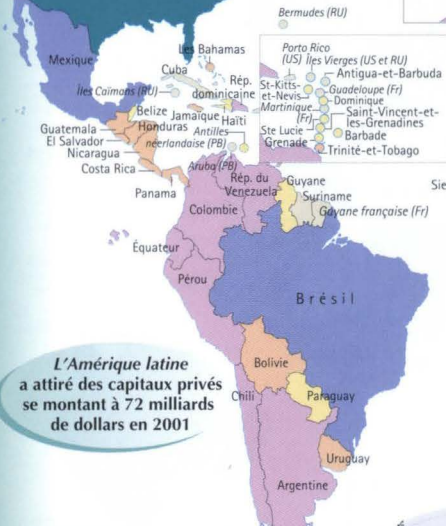 Bermudes (RU)
Les Bahamas
Mexique
Cuba
Îles Caïmans (RU)
Rép.
dominicaine
Belize
Jamaïque
Haïti
Guatemala
Honduras
El Salvador
Antilles
néerlandaise (PB)
Nicaragua
Costa Rica
Aruba (PB)
Panama
Porto Rico
(US)
Îles Vierges (US et RU)
Antigua-et-Barbuda
St-Kitts-
et-Nevis
Guadeloupe (Fr)
Martinique
(Fr)
Dominique
Saint-Vincent-et-
les-Grenadines
Ste Lucie
Barbade
Grenade
Trinité-et-Tobago
Rép. du
Venezuela
Guyane
Suriname
Guyane française (Fr)
Colombie
Équateur
Pérou
Brésil
Bolivie
Chili
Paraguay
Uruguay
Argentine
L'Amérique latine
a attiré des capitaux privés
se montant à 72 milliards
de dollars en 2001